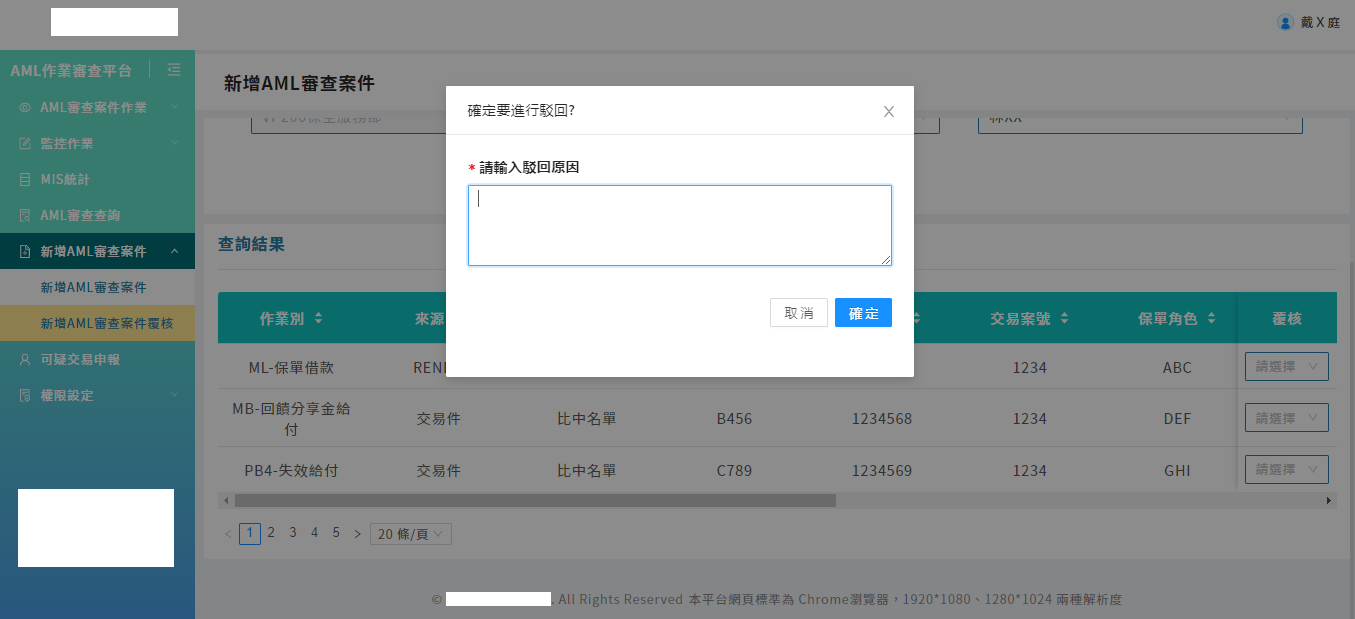 戴X庭
AML作業審查平台
AML審查案件作業
監控作業
MIS統計
AML審查查詢
新增AML審查案件
新增AML審查案件
新增AML審查案件覆核
可疑交易申報
權限設定
新增AML審查案件
確定要進行駁回?
* 請輸入駁回原因
取消 確定
查詢結果
作業別 來源 交易案號 保單角色 覆核
ML-保單借款 1234 ABC 請選擇
MB-回饋分享金給付 交易件 比中名單 B456 1234568 1234 DEF 請選擇
PB4-失效給付 交易件 比中名單 C789 1234569 1234 GHI 請選擇
< 1 2 3 4 5 > 20 條/頁
© . All Rights Reserved 本平台網頁標準為 Chrome瀏覽器，1920*1080、1280*1024 兩種解析度